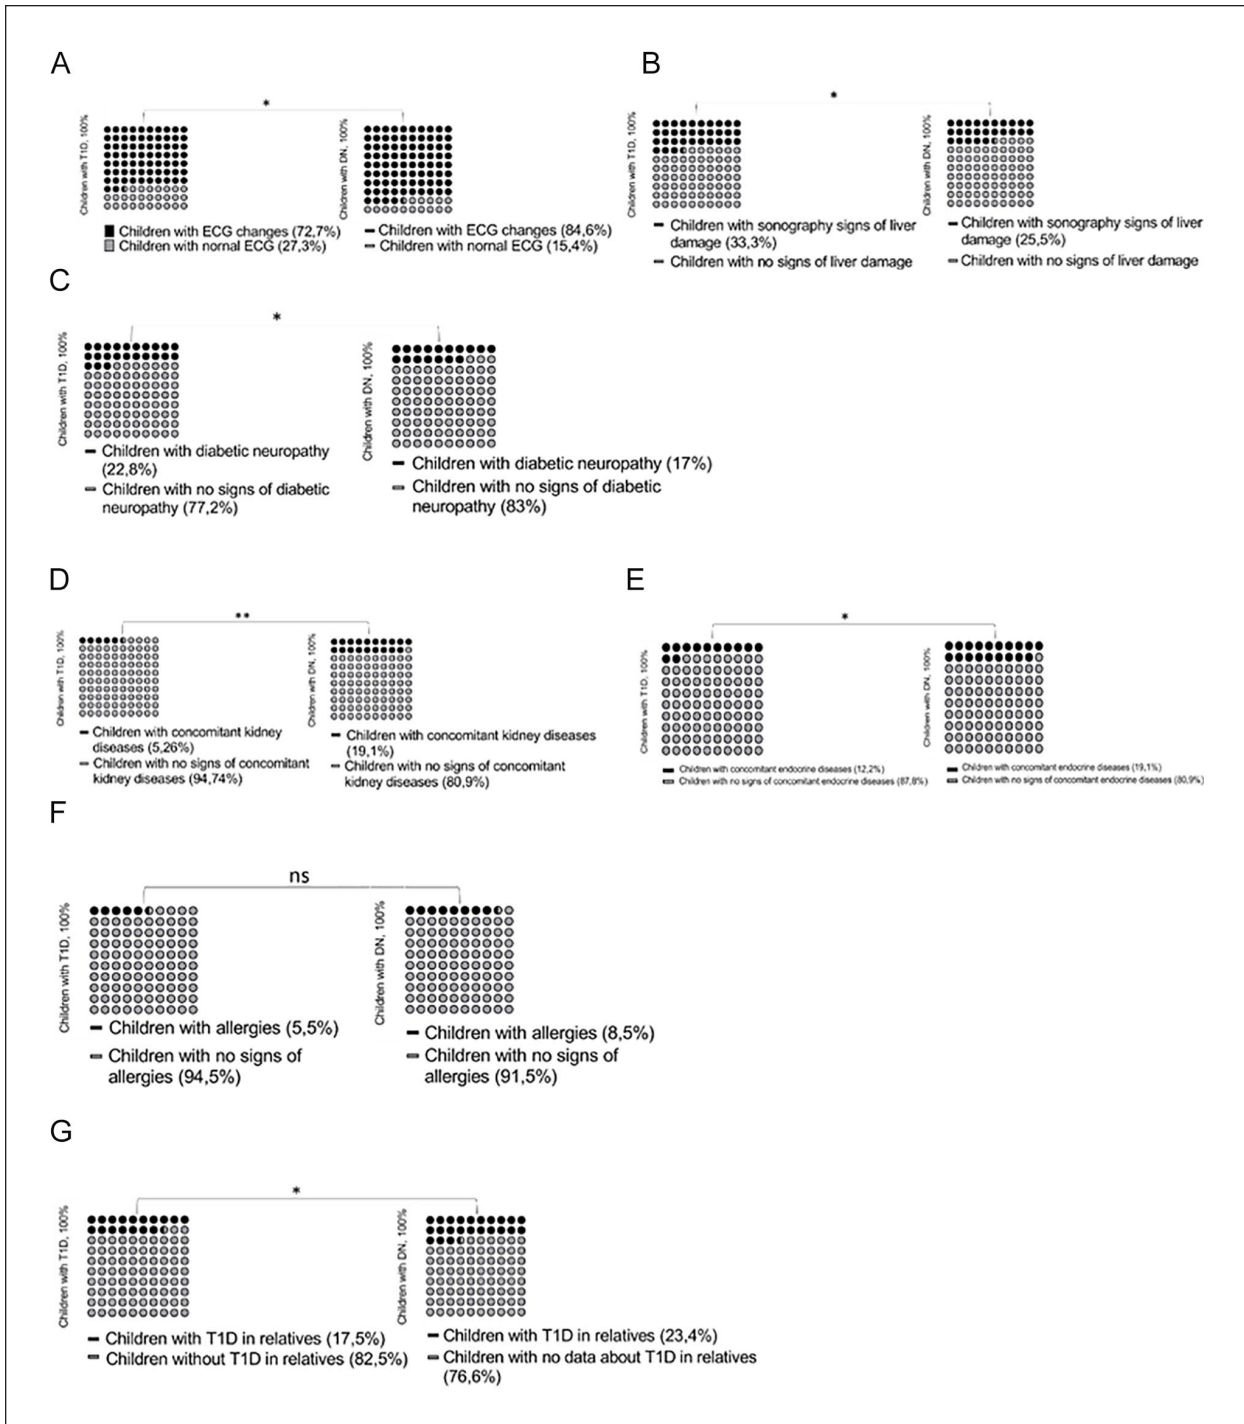 A
*
Children with T1D, 100%
Children with DN, 100%
Children with ECG changes (72,7%)
Children with nornal ECG (27,3%)
Children with ECG changes (84,6%)
Children with nornal ECG (15,4%)
B
*
Children with T1D, 100%
Children with DN, 100%
Children with sonography signs of liver
damage (33,3%)
Children with no signs of liver damage
Children with sonography signs of liver
damage (25,5%)
Children with no signs of liver damage
C
*
Children with T1D, 100%
Children with DN, 100%
Children with diabetic neuropathy
(22,8%)
Children with no signs of diabetic
neuropathy (77,2%)
Children with diabetic neuropathy (17%)
Children with no signs of diabetic
neuropathy (83%)
D
**
Children with T1D, 100%
Children with DN, 100%
Children with concomitant kidney
diseases (5,26%)
Children with no signs of concomitant
kidney diseases (94,74%)
Children with concomitant kidney diseases
(19,1%)
Children with no signs of concomitant
kidney diseases (80,9%)
E
*
Children with T1D, 100%
Children with DN, 100%
Children with concomitant endocrine diseases (12,2%)
Children with no signs of concomitant endocrine diseases (87,8%)
Children with concomitant endocrine diseases (19,1%)
Children with no signs of concomitant endocrine diseases (80,9%)
F
ns
Children with T1D, 100%
Children with DN, 100%
Children with allergies (5,5%)
Children with no signs of
allergies (94,5%)
Children with allergies (8,5%)
Children with no signs of
allergies (91,5%)
G
*
Children with T1D, 100%
Children with DN, 100%
Children with T1D in relatives (17,5%)
Children without T1D in relatives (82,5%)
Children with T1D in relatives (23,4%)
Children with no data about T1D in relatives
(76,6%)